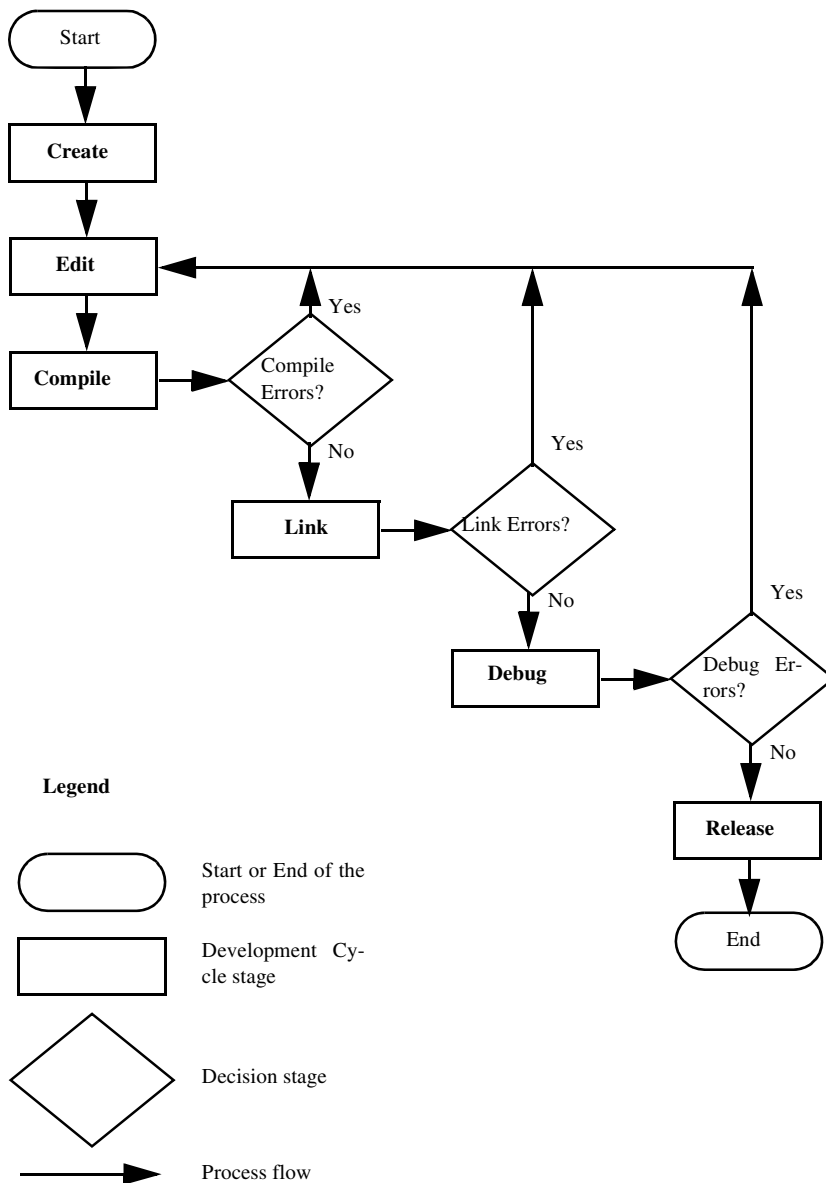 Start
Create
Edit
Yes
Compile
Compile
Errors?
No
Yes
Link
Link Errors?
No
Yes
Debug
Debug Er-
rors?
No
Legend
Release
Start or End of the
process
End
Development Cy-
cle stage
Decision stage
Process flow